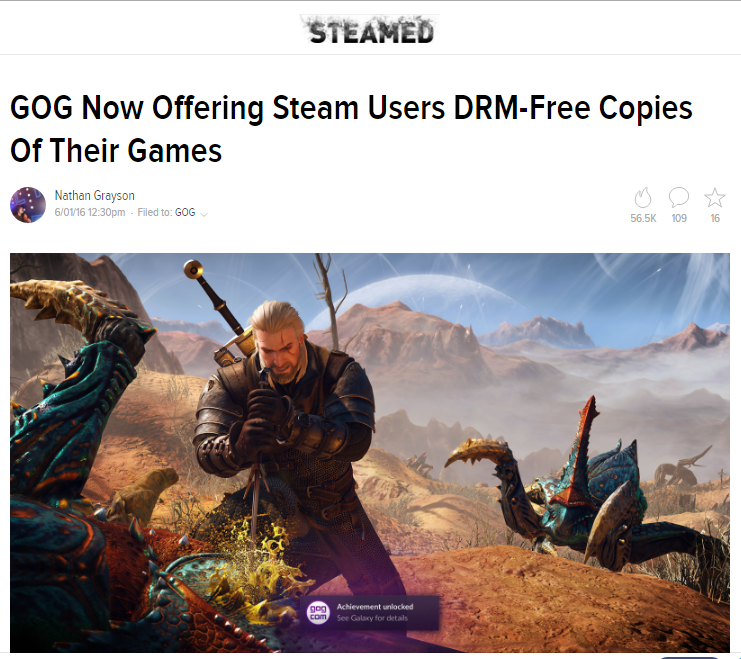 STEAMED
GOG Now Offering Steam Users DRM-Free Copies
Of Their Games
Nathan Grayson
6/01/16 12:30pm · Filed to: GOG
56.5K 109 16
gog
com
Achievement unlocked
See Galaxy for details